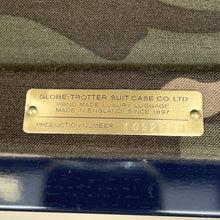 GLOBE-TROTTER SUIT CASE CO. LTD
HAND MADE LUXURY LUGGAGE
MADE IN ENGLAND SINCE 1897
PRODUCTION NUMBER